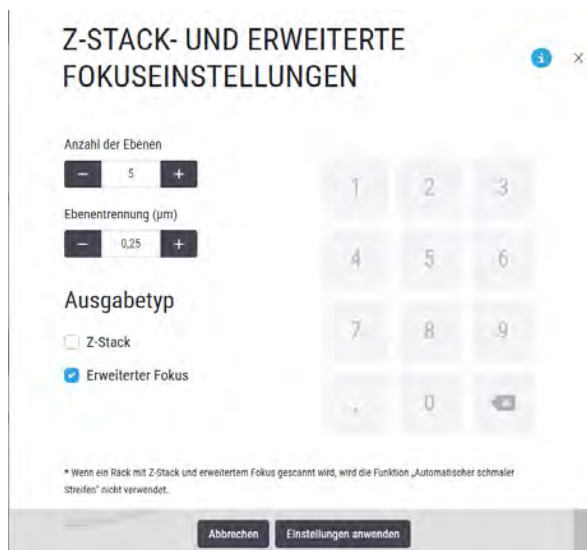 Z-STACK- UND ERWEITERTE
FOKUSEINSTELLUNGEN
Anzahl der Ebenen
5
Ebenentrennung (µm)
0,25
Ausgabetyp
Z-Stack
Erweiterter Fokus
1 2 3
4 5 6
7 8 9
, 0
* Wenn ein Rack mit Z-Stack und erweitertem Fokus gescannt wird, wird die Funktion „Automatischer schmaler
Streifen" nicht verwendet.
Abbrechen Einstellungen anwenden